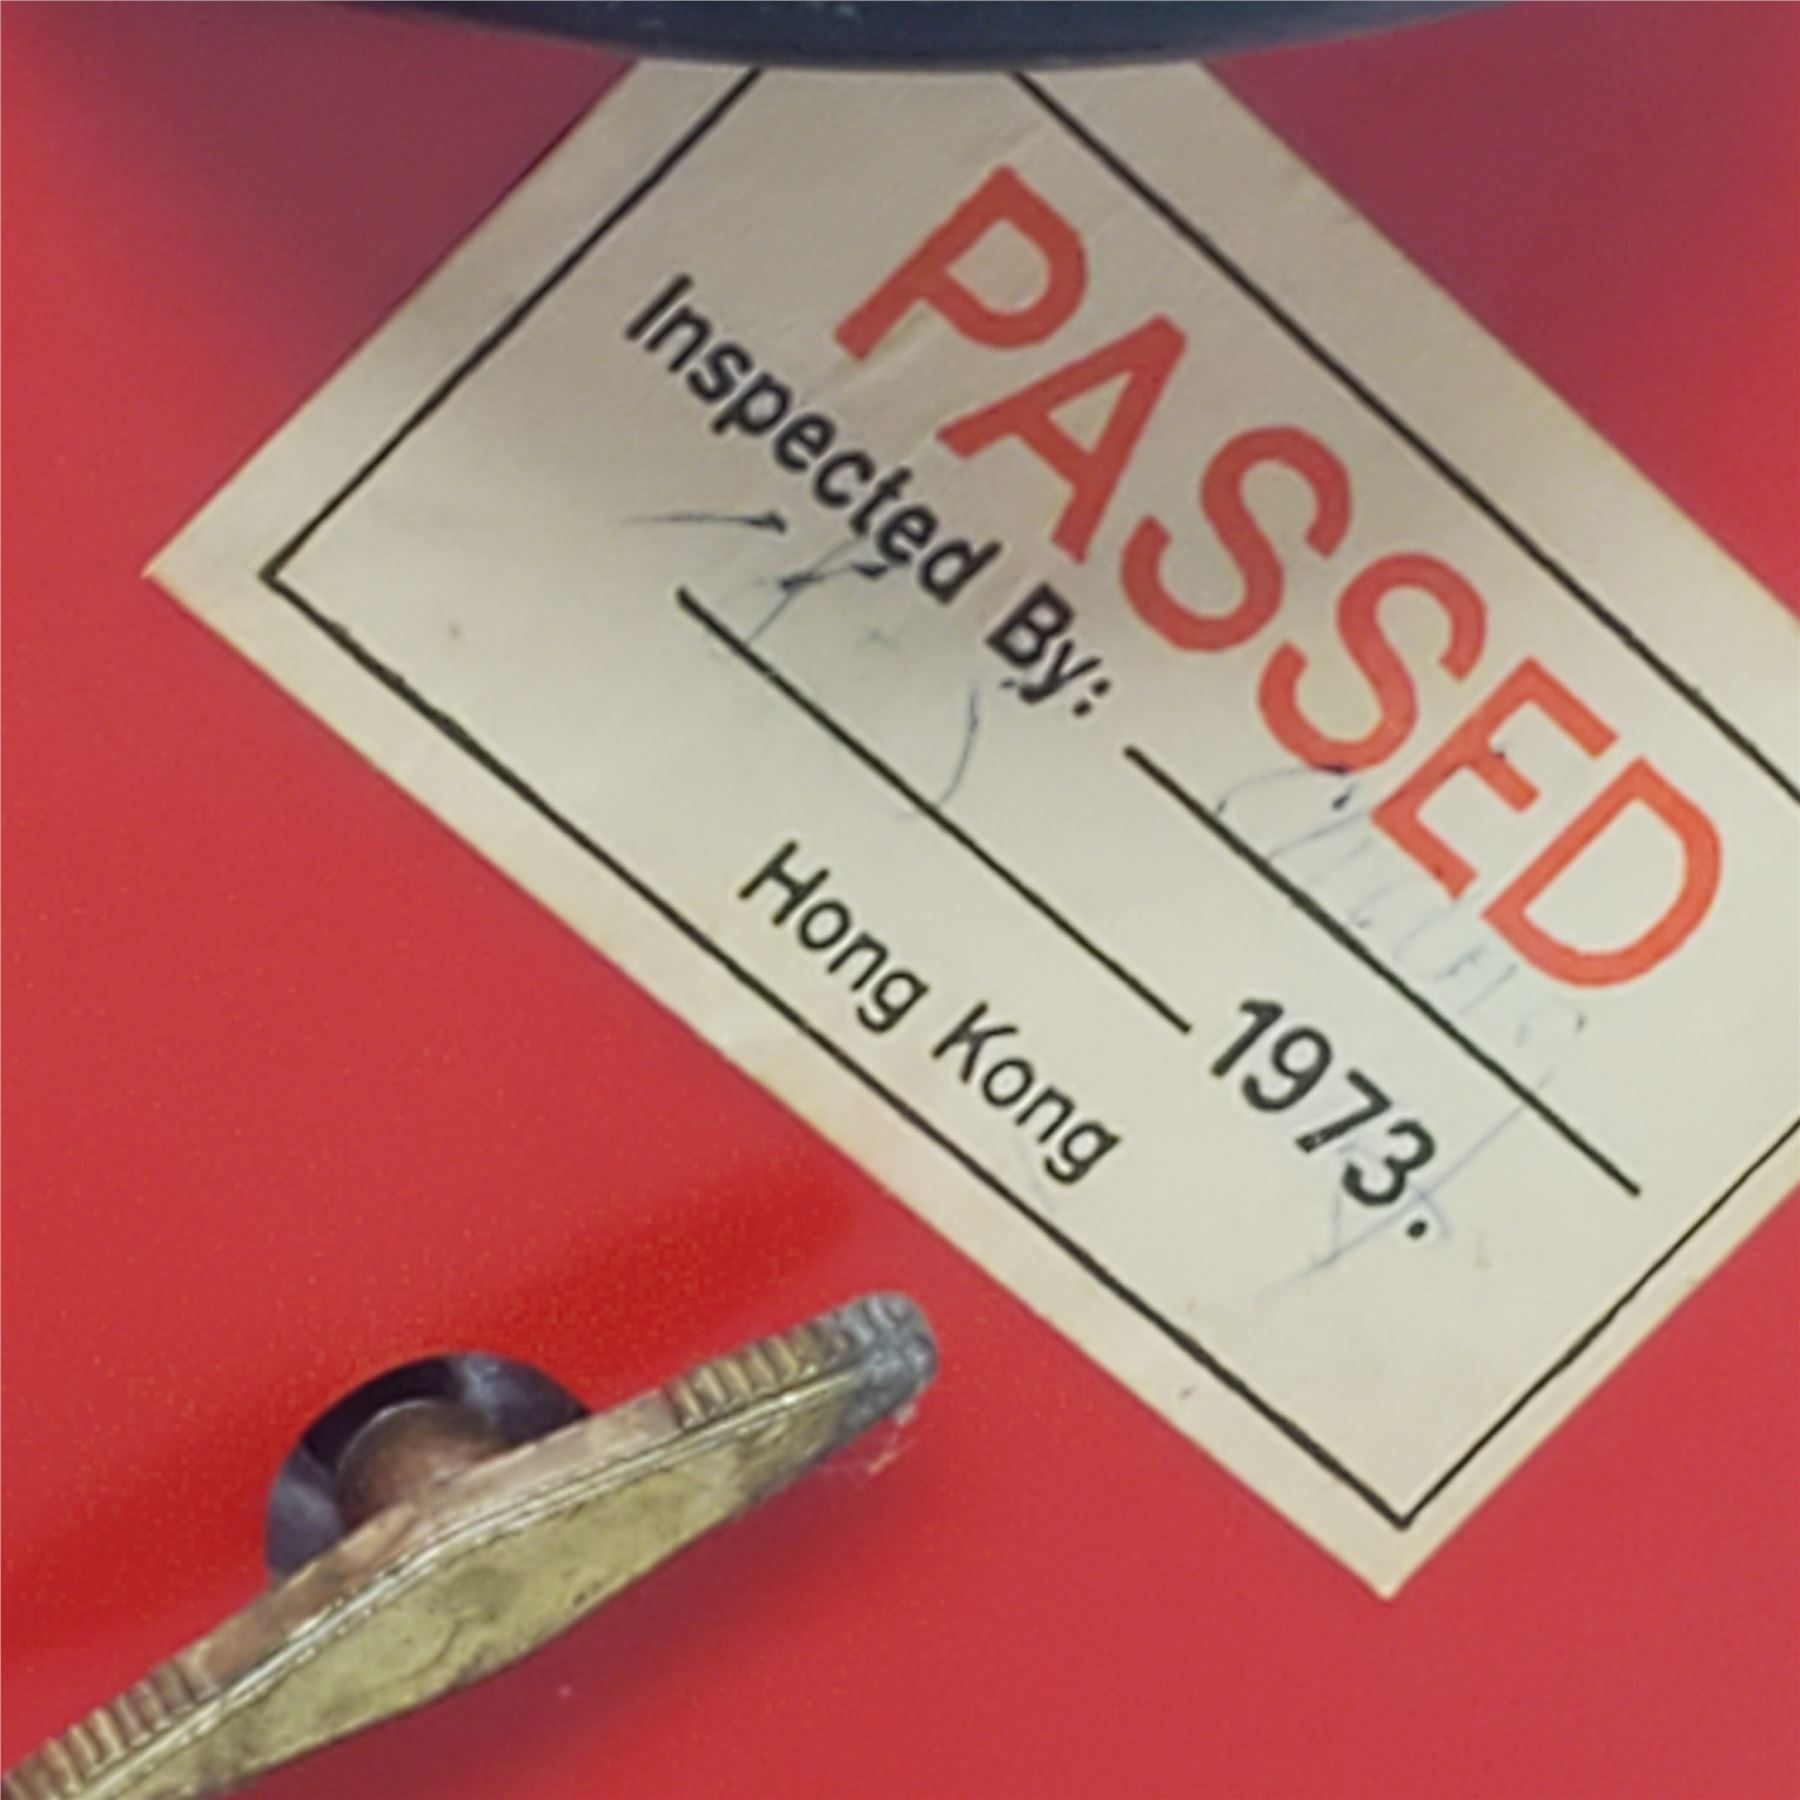 PASSED
Inspected By:
1973.
Hong Kong